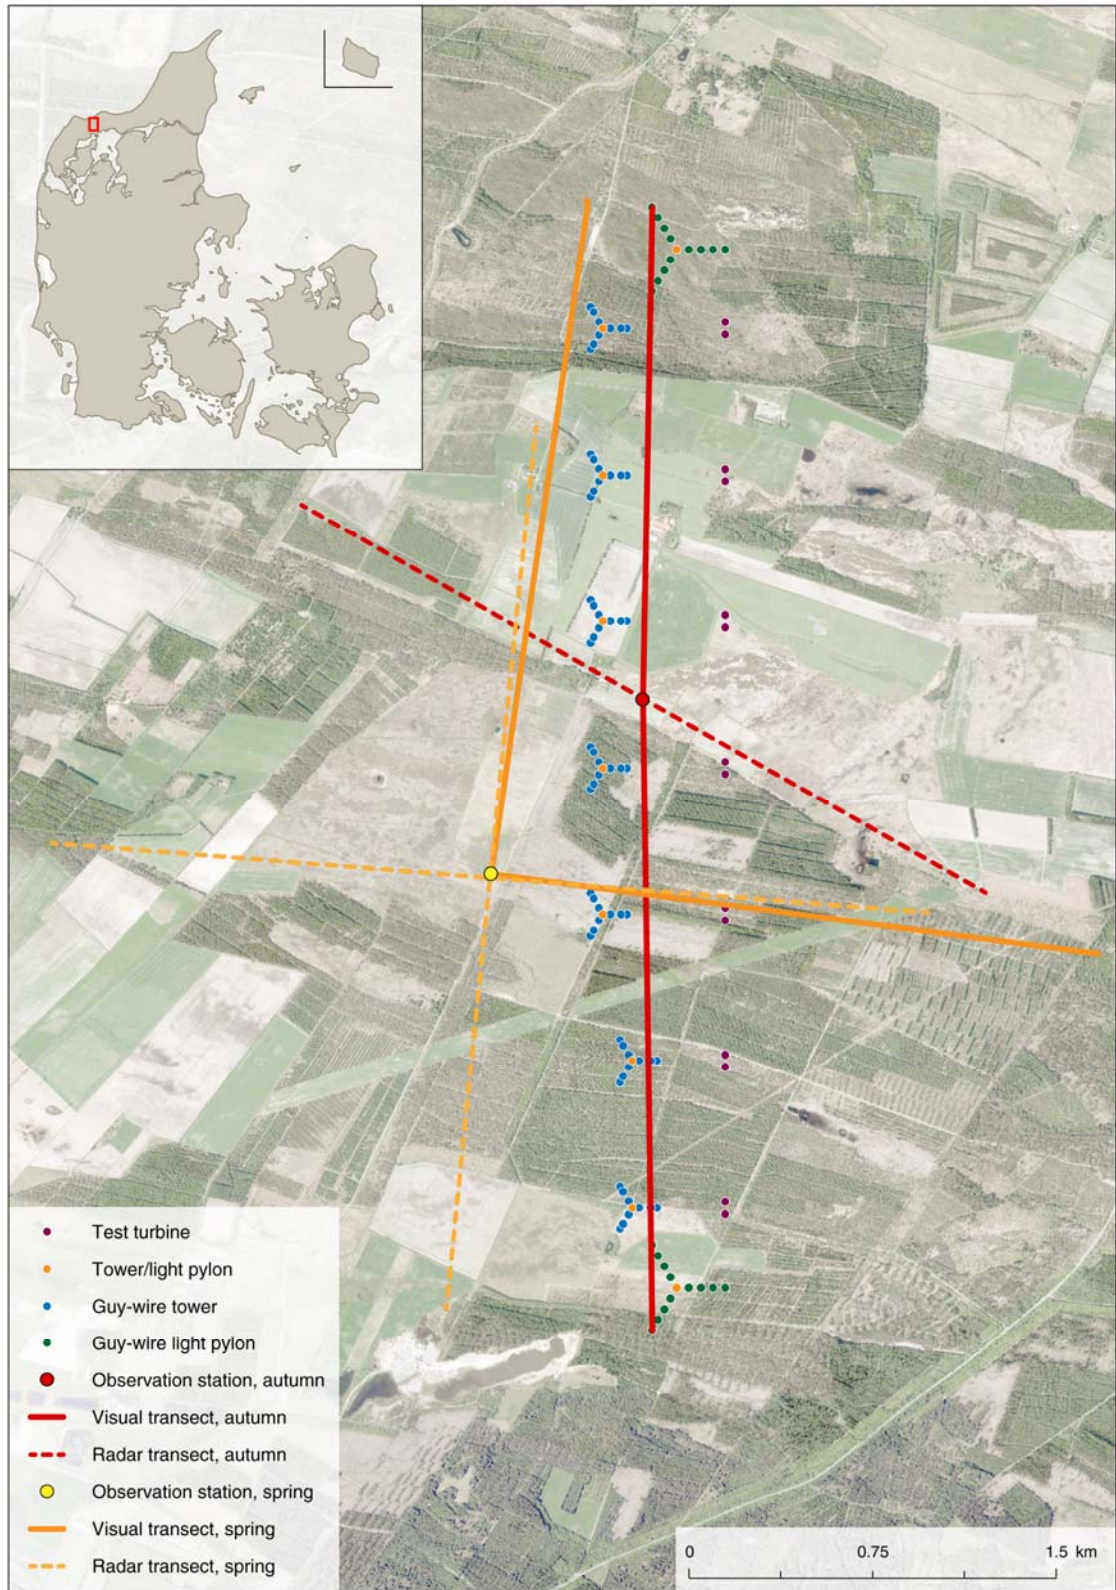 Test turbine
Tower/light pylon
Guy-wire tower
Guy-wire light pylon
Observation station, autumn
Visual transect, autumn
Radar transect, autumn
Observation station, spring
Visual transect, spring
Radar transect, spring
0 0.75 1.5 km